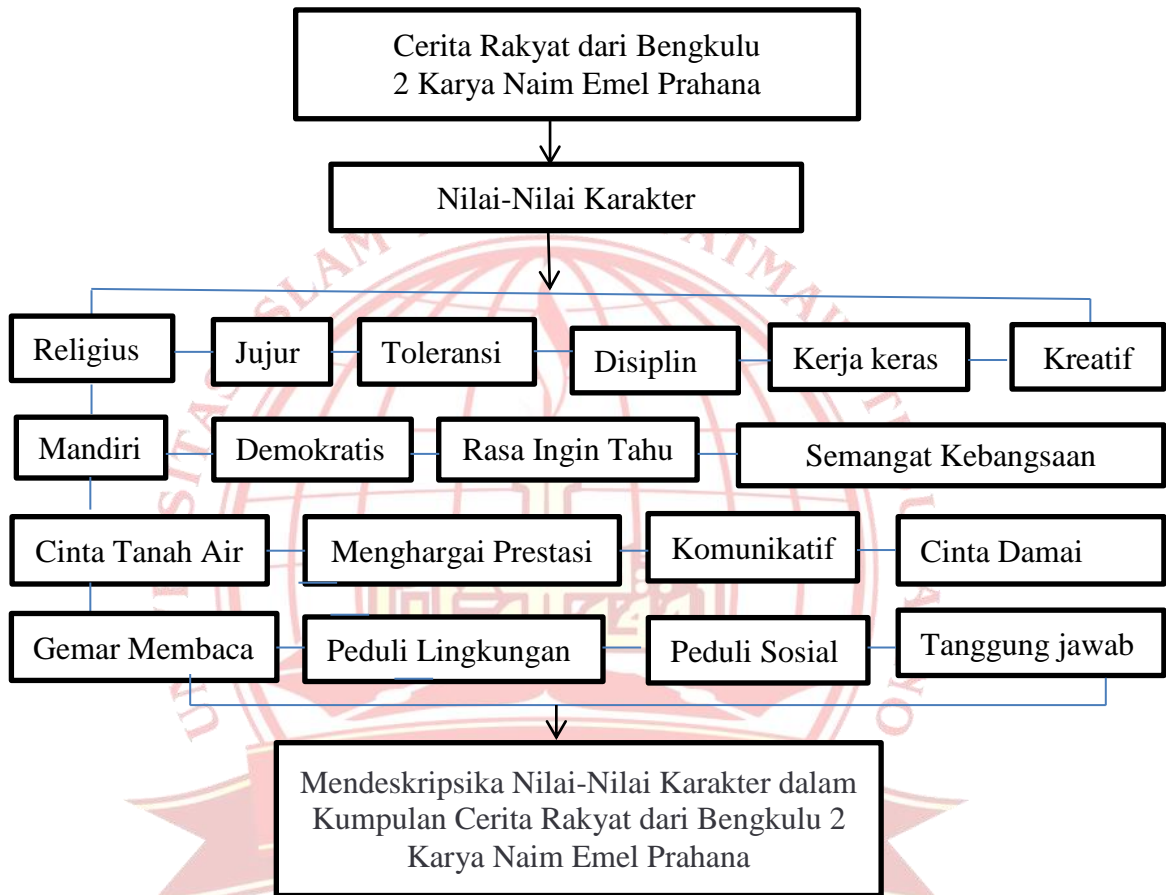 Cerita Rakyat dari Bengkulu
2 Karya Naim Emel Prahana
Nilai-Nilai Karakter
Religius
Jujur
Toleransi
Disiplin
Kerja keras
Kreatif
Mandiri
Demokratis
Rasa Ingin Tahu
Semangat Kebangsaan
Cinta Tanah Air
Menghargai Prestasi
Komunikatif
Cinta Damai
Gemar Membaca
Peduli Lingkungan
Peduli Sosial
Tanggung jawab
Mendeskripsika Nilai-Nilai Karakter dalam
Kumpulan Cerita Rakyat dari Bengkulu 2
Karya Naim Emel Prahana